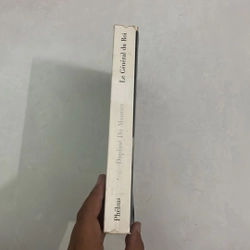 Le Général du Roi
Daphné Du Maurier
Phébus